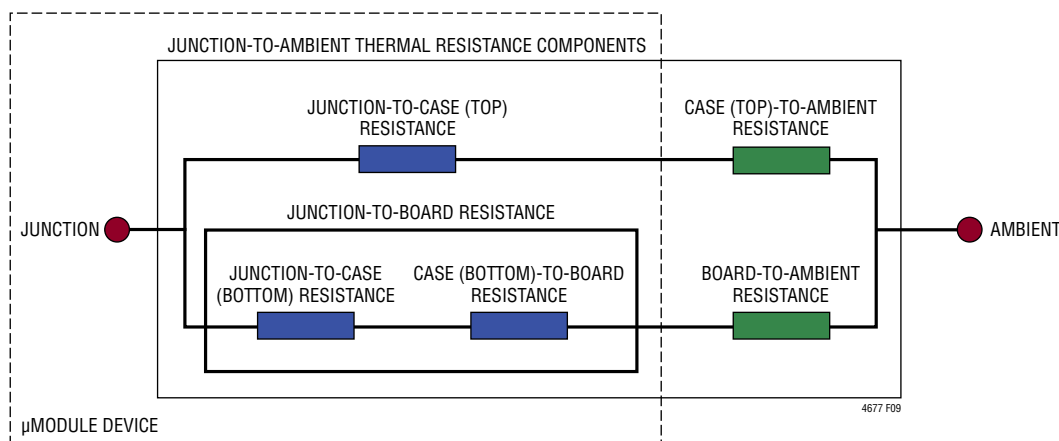 JUNCTION-TO-AMBIENT THERMAL RESISTANCE COMPONENTS
JUNCTION-TO-CASE (TOP)
RESISTANCE
CASE (TOP)-TO-AMBIENT
RESISTANCE
JUNCTION
JUNCTION-TO-BOARD RESISTANCE
AMBIENT
JUNCTION-TO-CASE
(BOTTOM) RESISTANCE
CASE (BOTTOM)-TO-BOARD
RESISTANCE
BOARD-TO-AMBIENT
RESISTANCE
4677 F09
µMODULE DEVICE